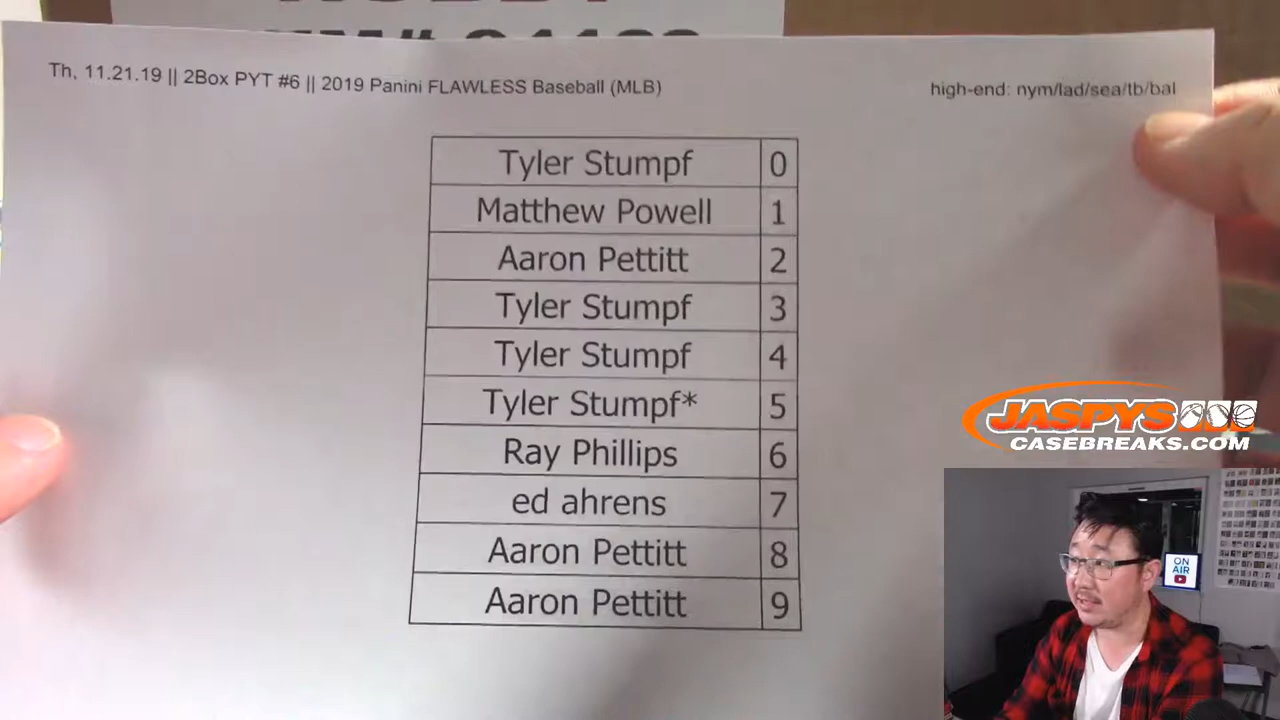 Th, 11.21.19 || 2Box PYT #6 || 2019 Panini FLAWLESS Baseball (MLB)
high-end: nym/lad/sea/tb/bal
Tyler Stumpf 0
Matthew Powell 1
Aaron Pettitt 2
Tyler Stumpf 3
Tyler Stumpf 4
Tyler Stumpf* 5
Ray Phillips 6
ed ahrens 7
Aaron Pettitt 8
Aaron Pettitt 9
JASPYS
CASEBREAKS.COM
ON
AIR